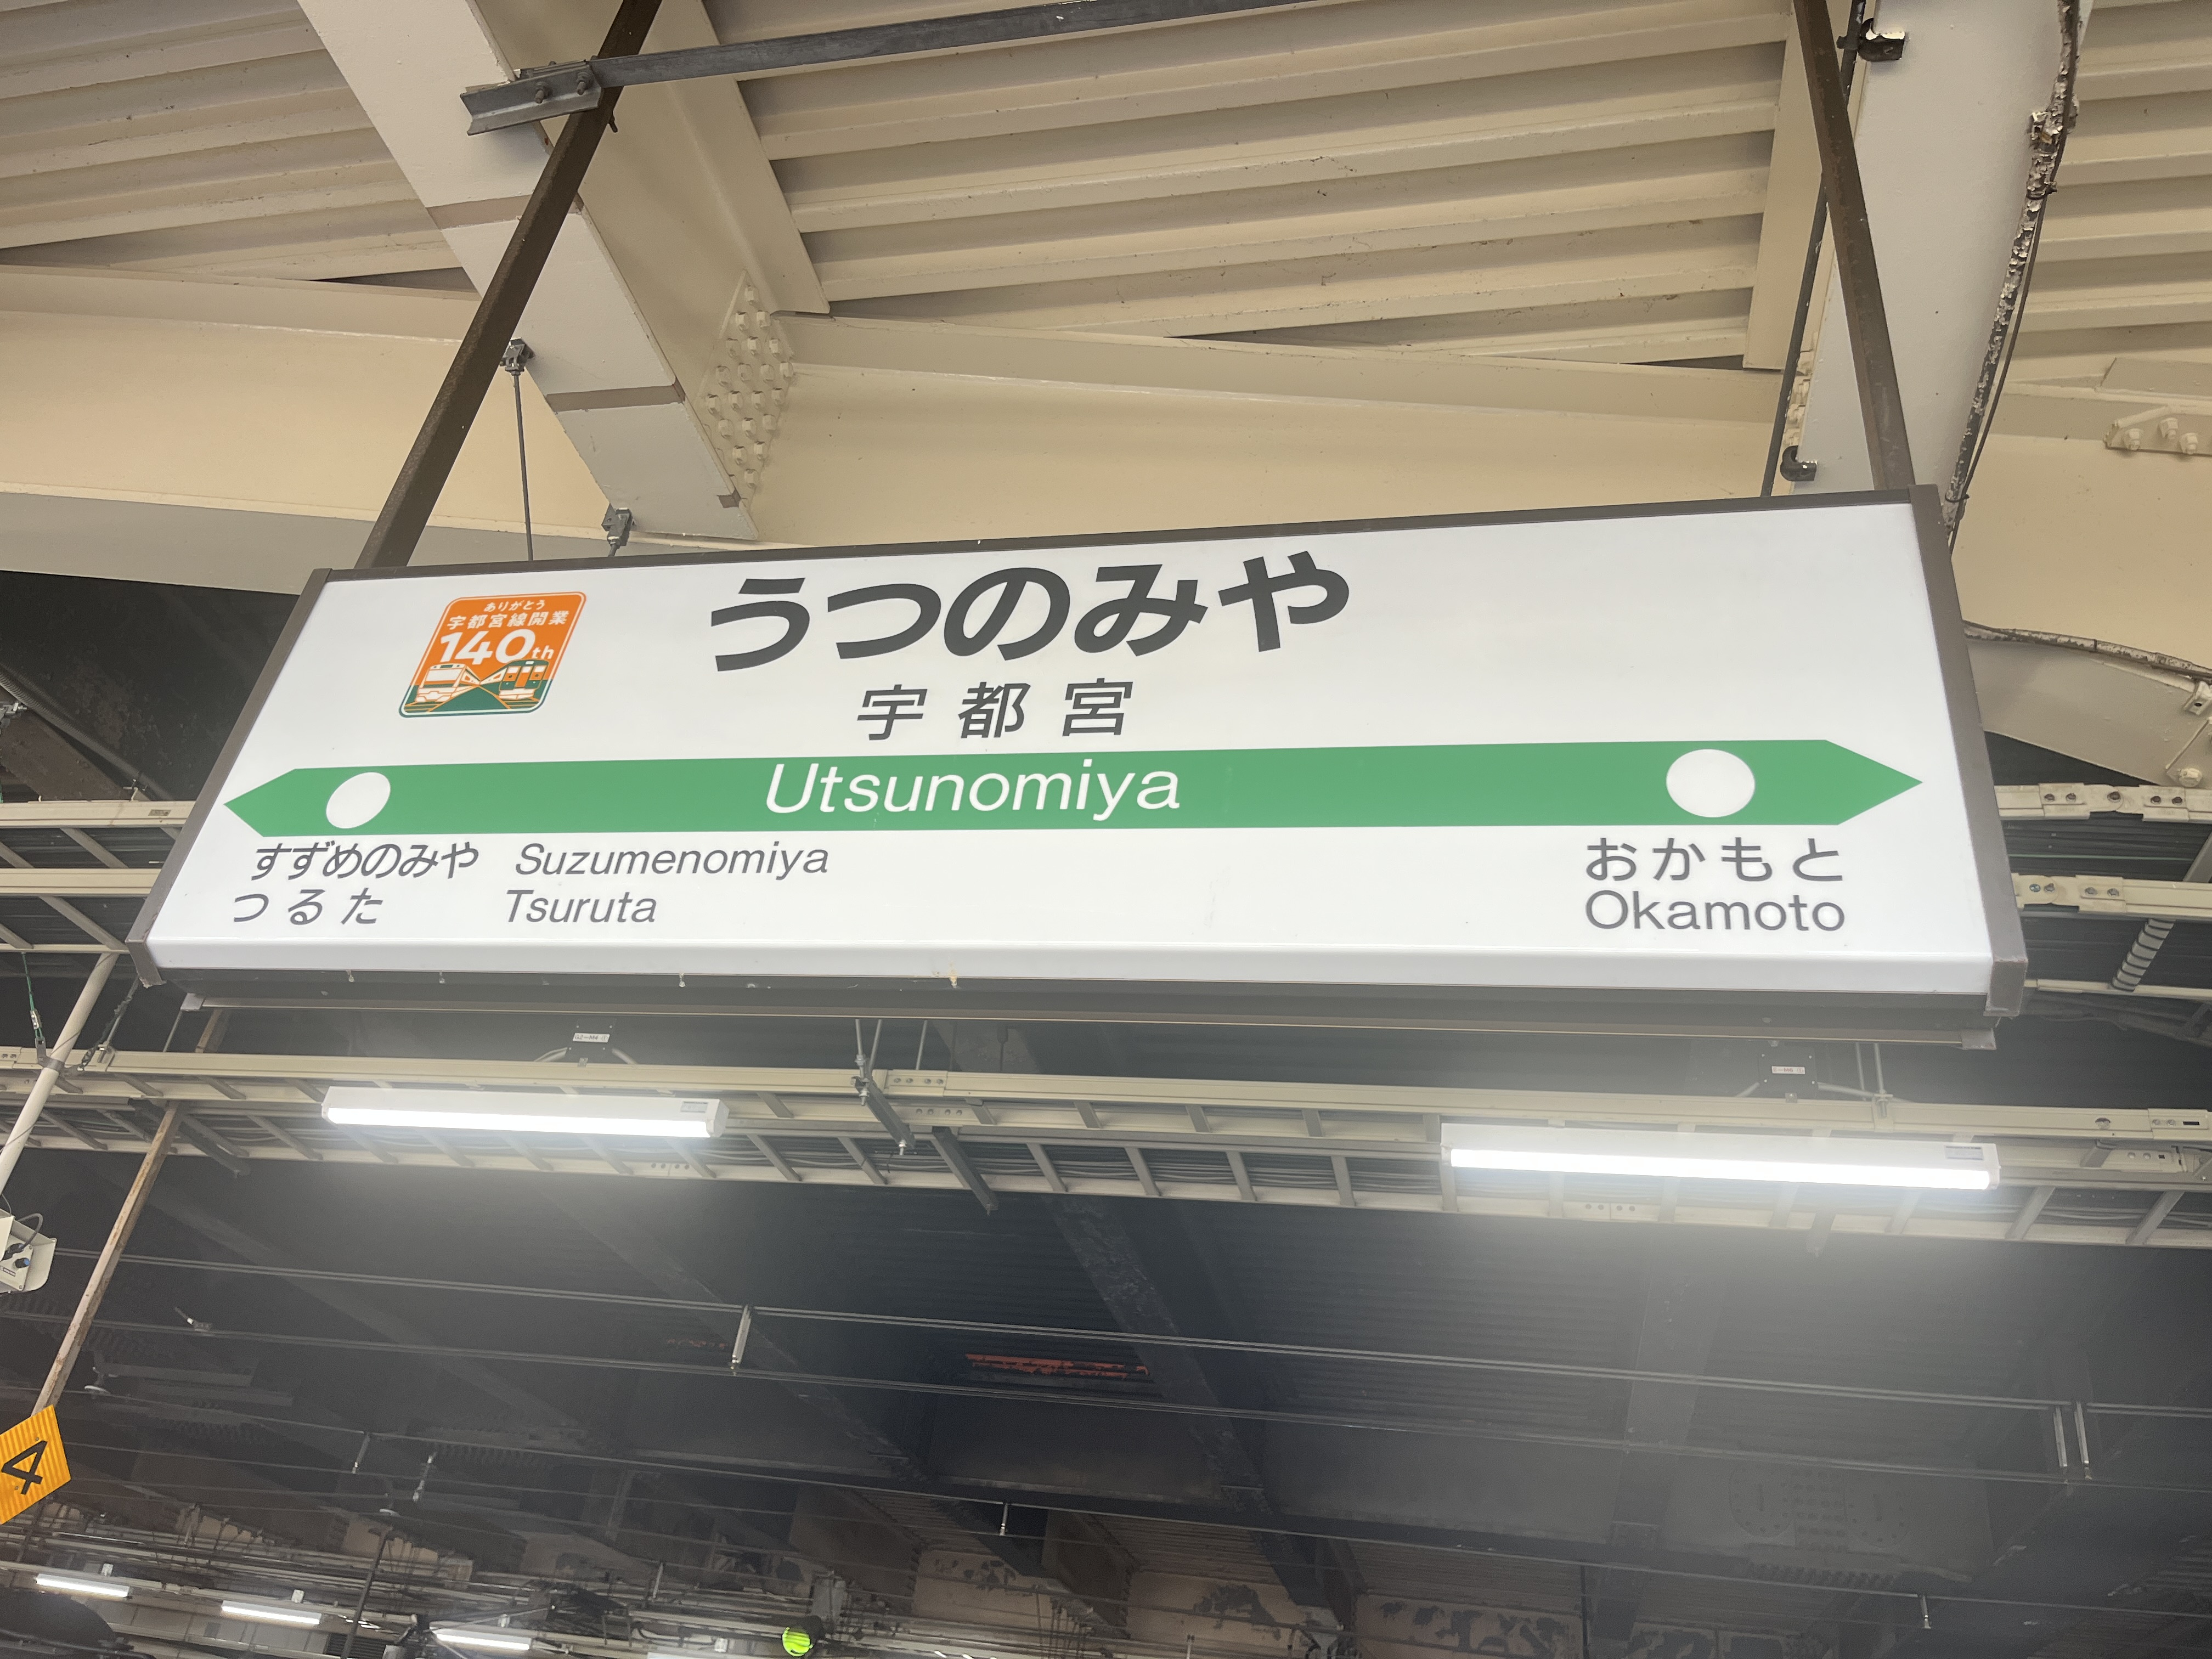 ありがとう
宇都宮線開業
140th
うつのみや
宇都宮
Utsunomiya
すずめのみや Suzumenomiya
つるた Tsuruta
おかもと
Okamoto
4